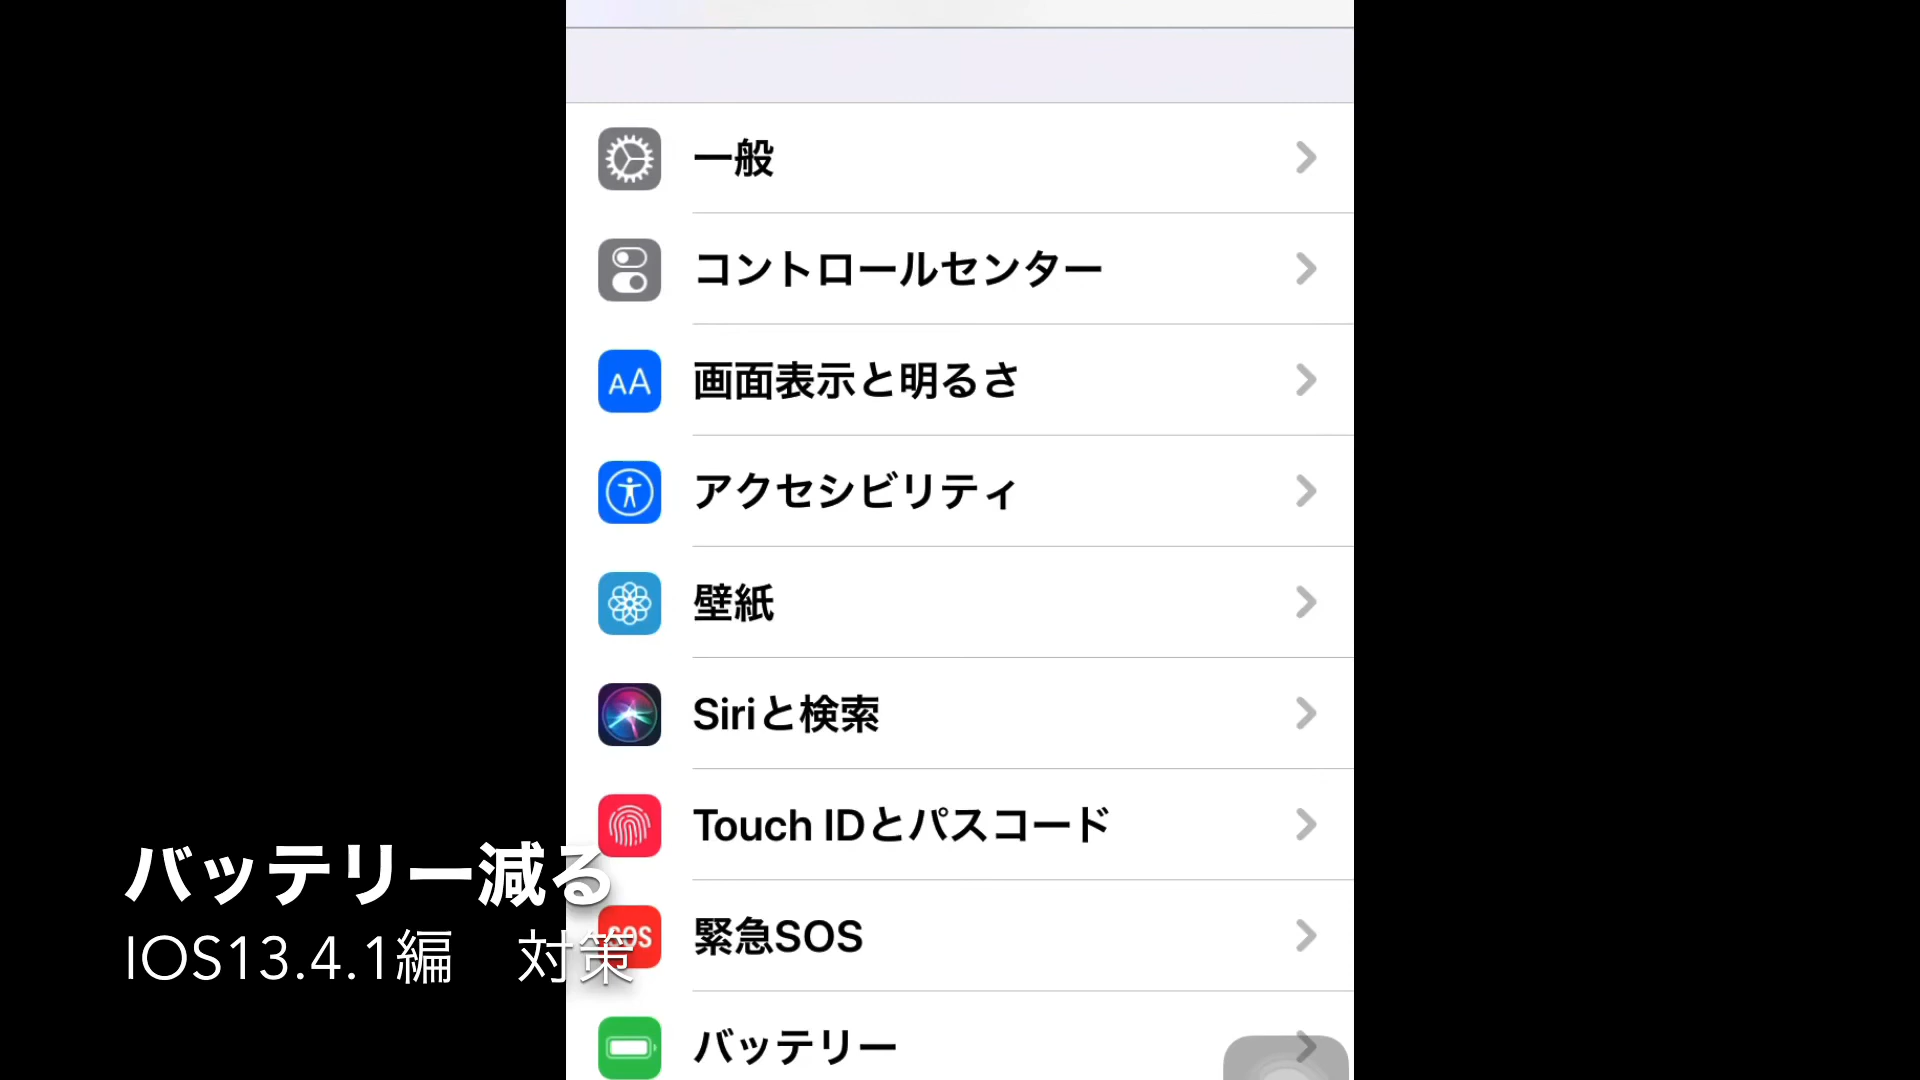 一般
コントロールセンター
AA
画面表示と明るさ
アクセシビリティ
壁紙
Siriと検索
Touch IDとパスコード
SOS
緊急SOS
バッテリー
バッテリー減る
IOS13.4.1編　対策